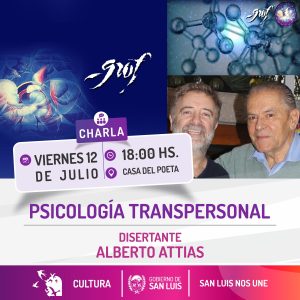 grof
grof
CHARLA
VIERNES 12
DE JULIO
18:00 HS.
CASA DEL POETA
PSICOLOGÍA TRANSPERSONAL
DISERTANTE
ALBERTO ATTIAS
CULTURA
GOBIERNO DE
SAN LUIS
SAN LUIS NOS UNE